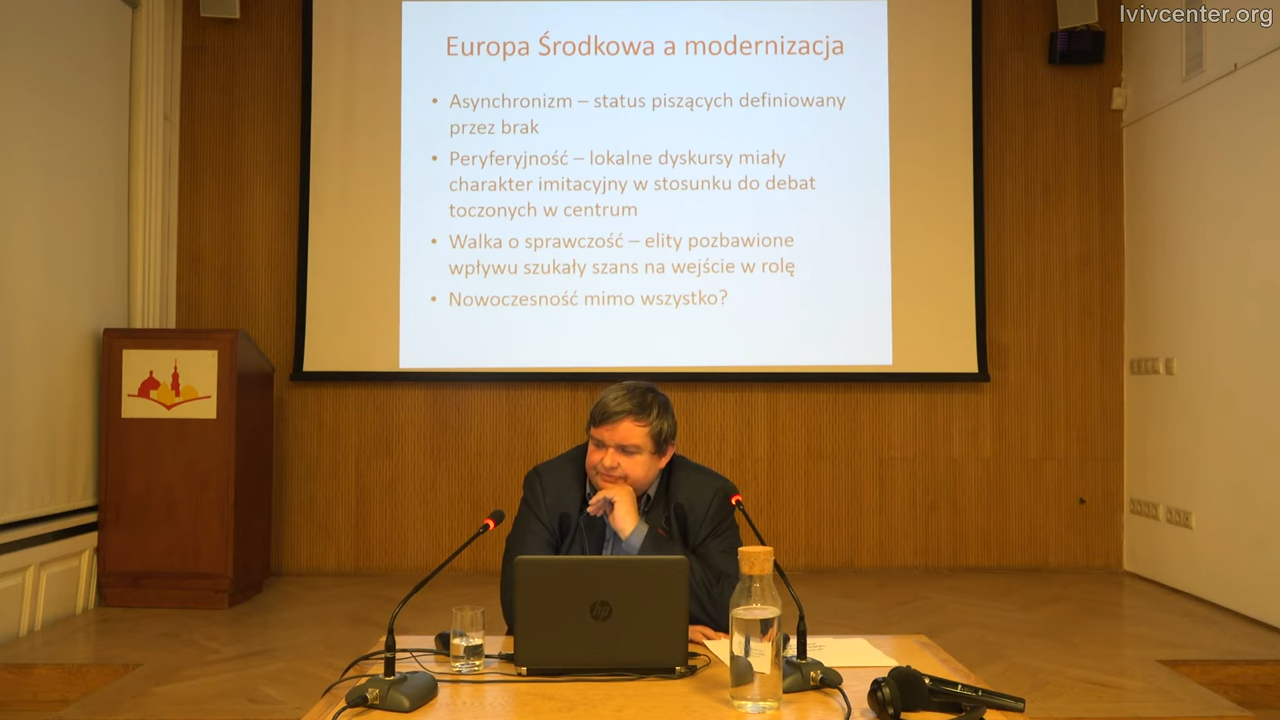 lvivcenter.org
Europa Środkowa a modernizacja
• Asynchronizm – status piszących definiowany
przez brak
• Peryferyjność – lokalne dyskursy miały
charakter imitacyjny w stosunku do debat
toczonych w centrum
• Walka o sprawczość – elity pozbawione
wpływu szukały szans na wejście w rolę
• Nowoczesność mimo wszystko?
hp